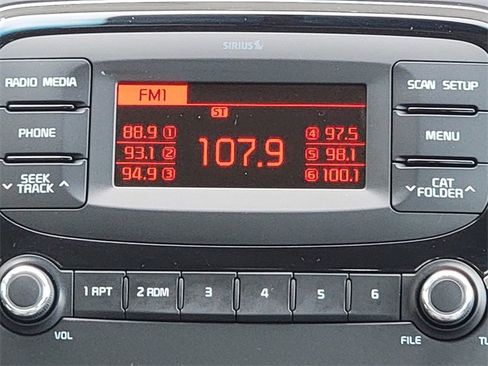 SIRIUS
RADIO MEDIA
FM1
SCAN SETUP
ST
PHONE
88.9 1
4 97.5
MENU
93.1 2
107.9
5 98.1
SEEK
TRACK
94.9 3
6 100.1
CAT
FOLDER
1 RPT
2 RDM
3
4
5
6
VOL
FILE
TU